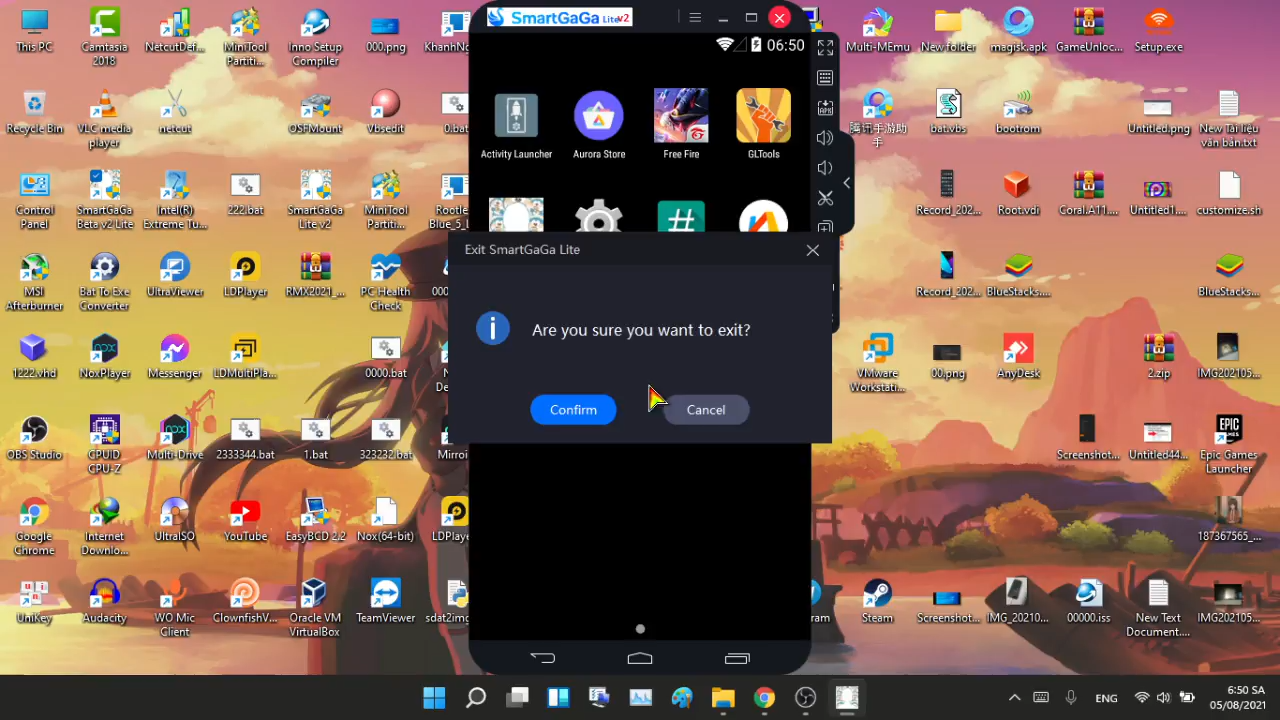 SmartGaGa Lite v2
06:50
Activity Launcher
Aurora Store
Free Fire
GLTools
Exit SmartGaGa Lite
Are you sure you want to exit?
Confirm
Cancel
This PC
Camtasia
2018
NetcutDef...
MiniTool
Partiti...
Inno Setup
Compiler
000.png
Multi-MEmu
New folder
magisk.apk
GameUnloc...
Setup.exe
Recycle Bin
VLC media
player
netcut
OSFMount
Vbsedit
0.bat
腾讯手游助
手
bat.vbs
bootrom
Untitled.png
New Tài liệu
văn bản.txt
Control
Panel
SmartGaGa
Beta v2 Lite
Intel(R)
Extreme Tu...
222.bat
SmartGaGa
Lite v2
MiniTool
Partiti...
Record_202...
Root.vdi
Coral.A11...
Untitled1...
customize.sh
MSI
Afterburner
Bat To Exe
Converter
UltraViewer
LDPlayer
RMX2021_...
PC Health
Check
Record_202...
BlueStacks....
BlueStacks...
1222.vhd
NoxPlayer
Messenger
LDMultiPla...
0000.bat
VMware
Workstati...
00.png
AnyDesk
2.zip
IMG202105...
OBS Studio
CPUID
CPU-Z
Multi-Drive
2333344.bat
1.bat
323232.bat
Screenshot...
Untitled44...
Epic Games
Launcher
Google
Chrome
Internet
Downlo...
UltraISO
YouTube
EasyBCD 2.2
Nox(64-bit)
187367565_...
UniKey
Audacity
WO Mic
Client
ClownfishV...
Oracle VM
VirtualBox
TeamViewer
sdat2img
Steam
Screenshot...
IMG_20210...
00000.iss
New Text
Document....
IMG202105...
ENG
6:50 SA
05/08/2021